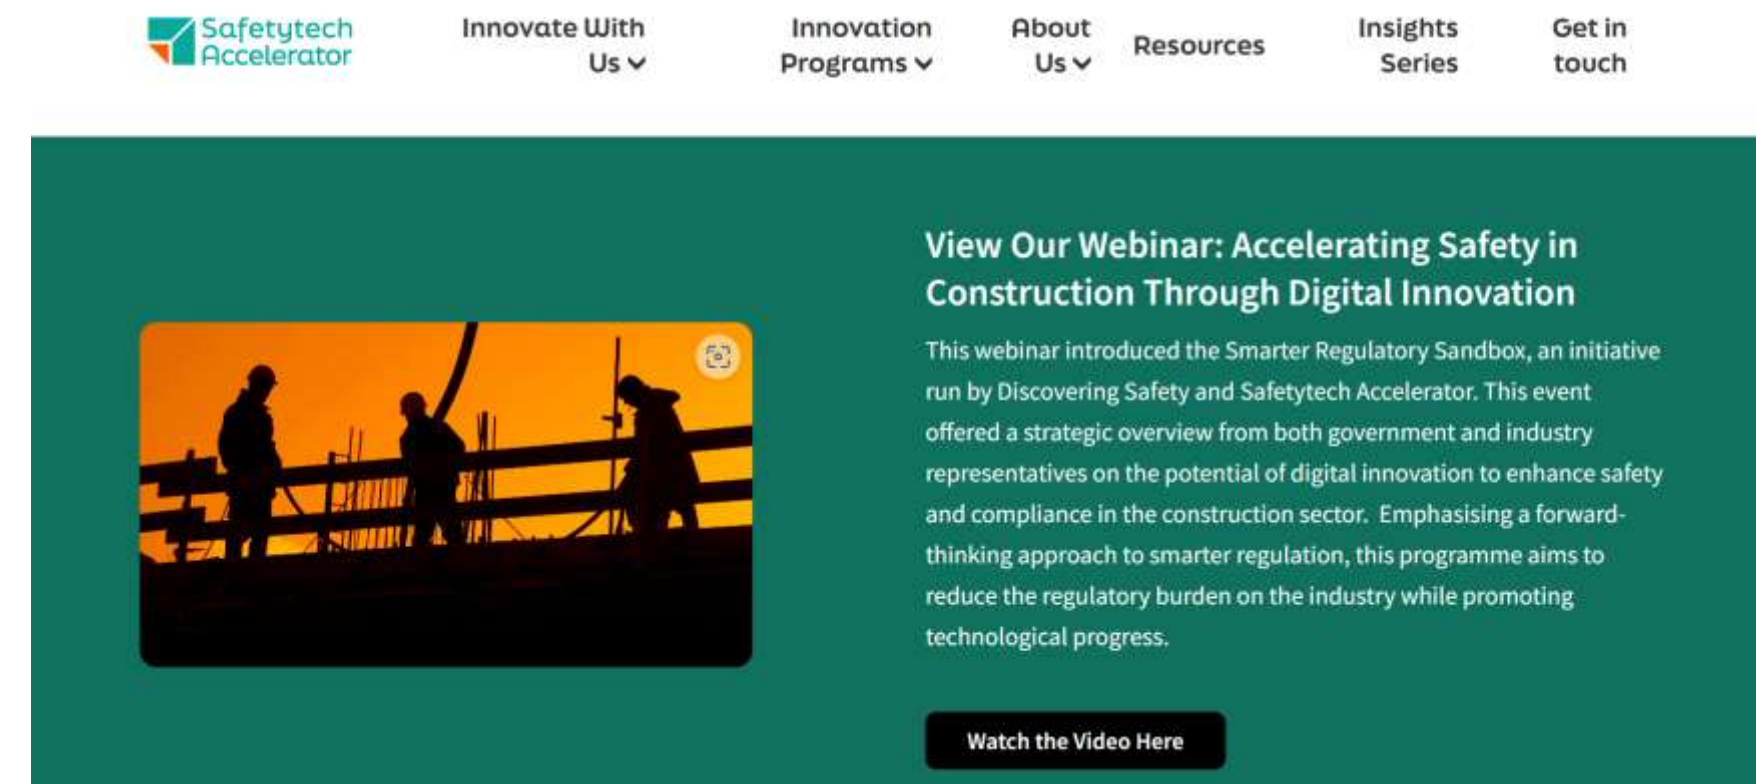 Safetytech
Accelerator
Innovate With
Us
Innovation
Programs
About
Us
Resources
Insights
Series
Get in
touch
View Our Webinar: Accelerating Safety in
Construction Through Digital Innovation
This webinar introduced the Smarter Regulatory Sandbox, an initiative
run by Discovering Safety and Safetytech Accelerator. This event
offered a strategic overview from both government and industry
representatives on the potential of digital innovation to enhance safety
and compliance in the construction sector.  Emphasising a forward-
thinking approach to smarter regulation, this programme aims to
reduce the regulatory burden on the industry while promoting
technological progress.
Watch the Video Here